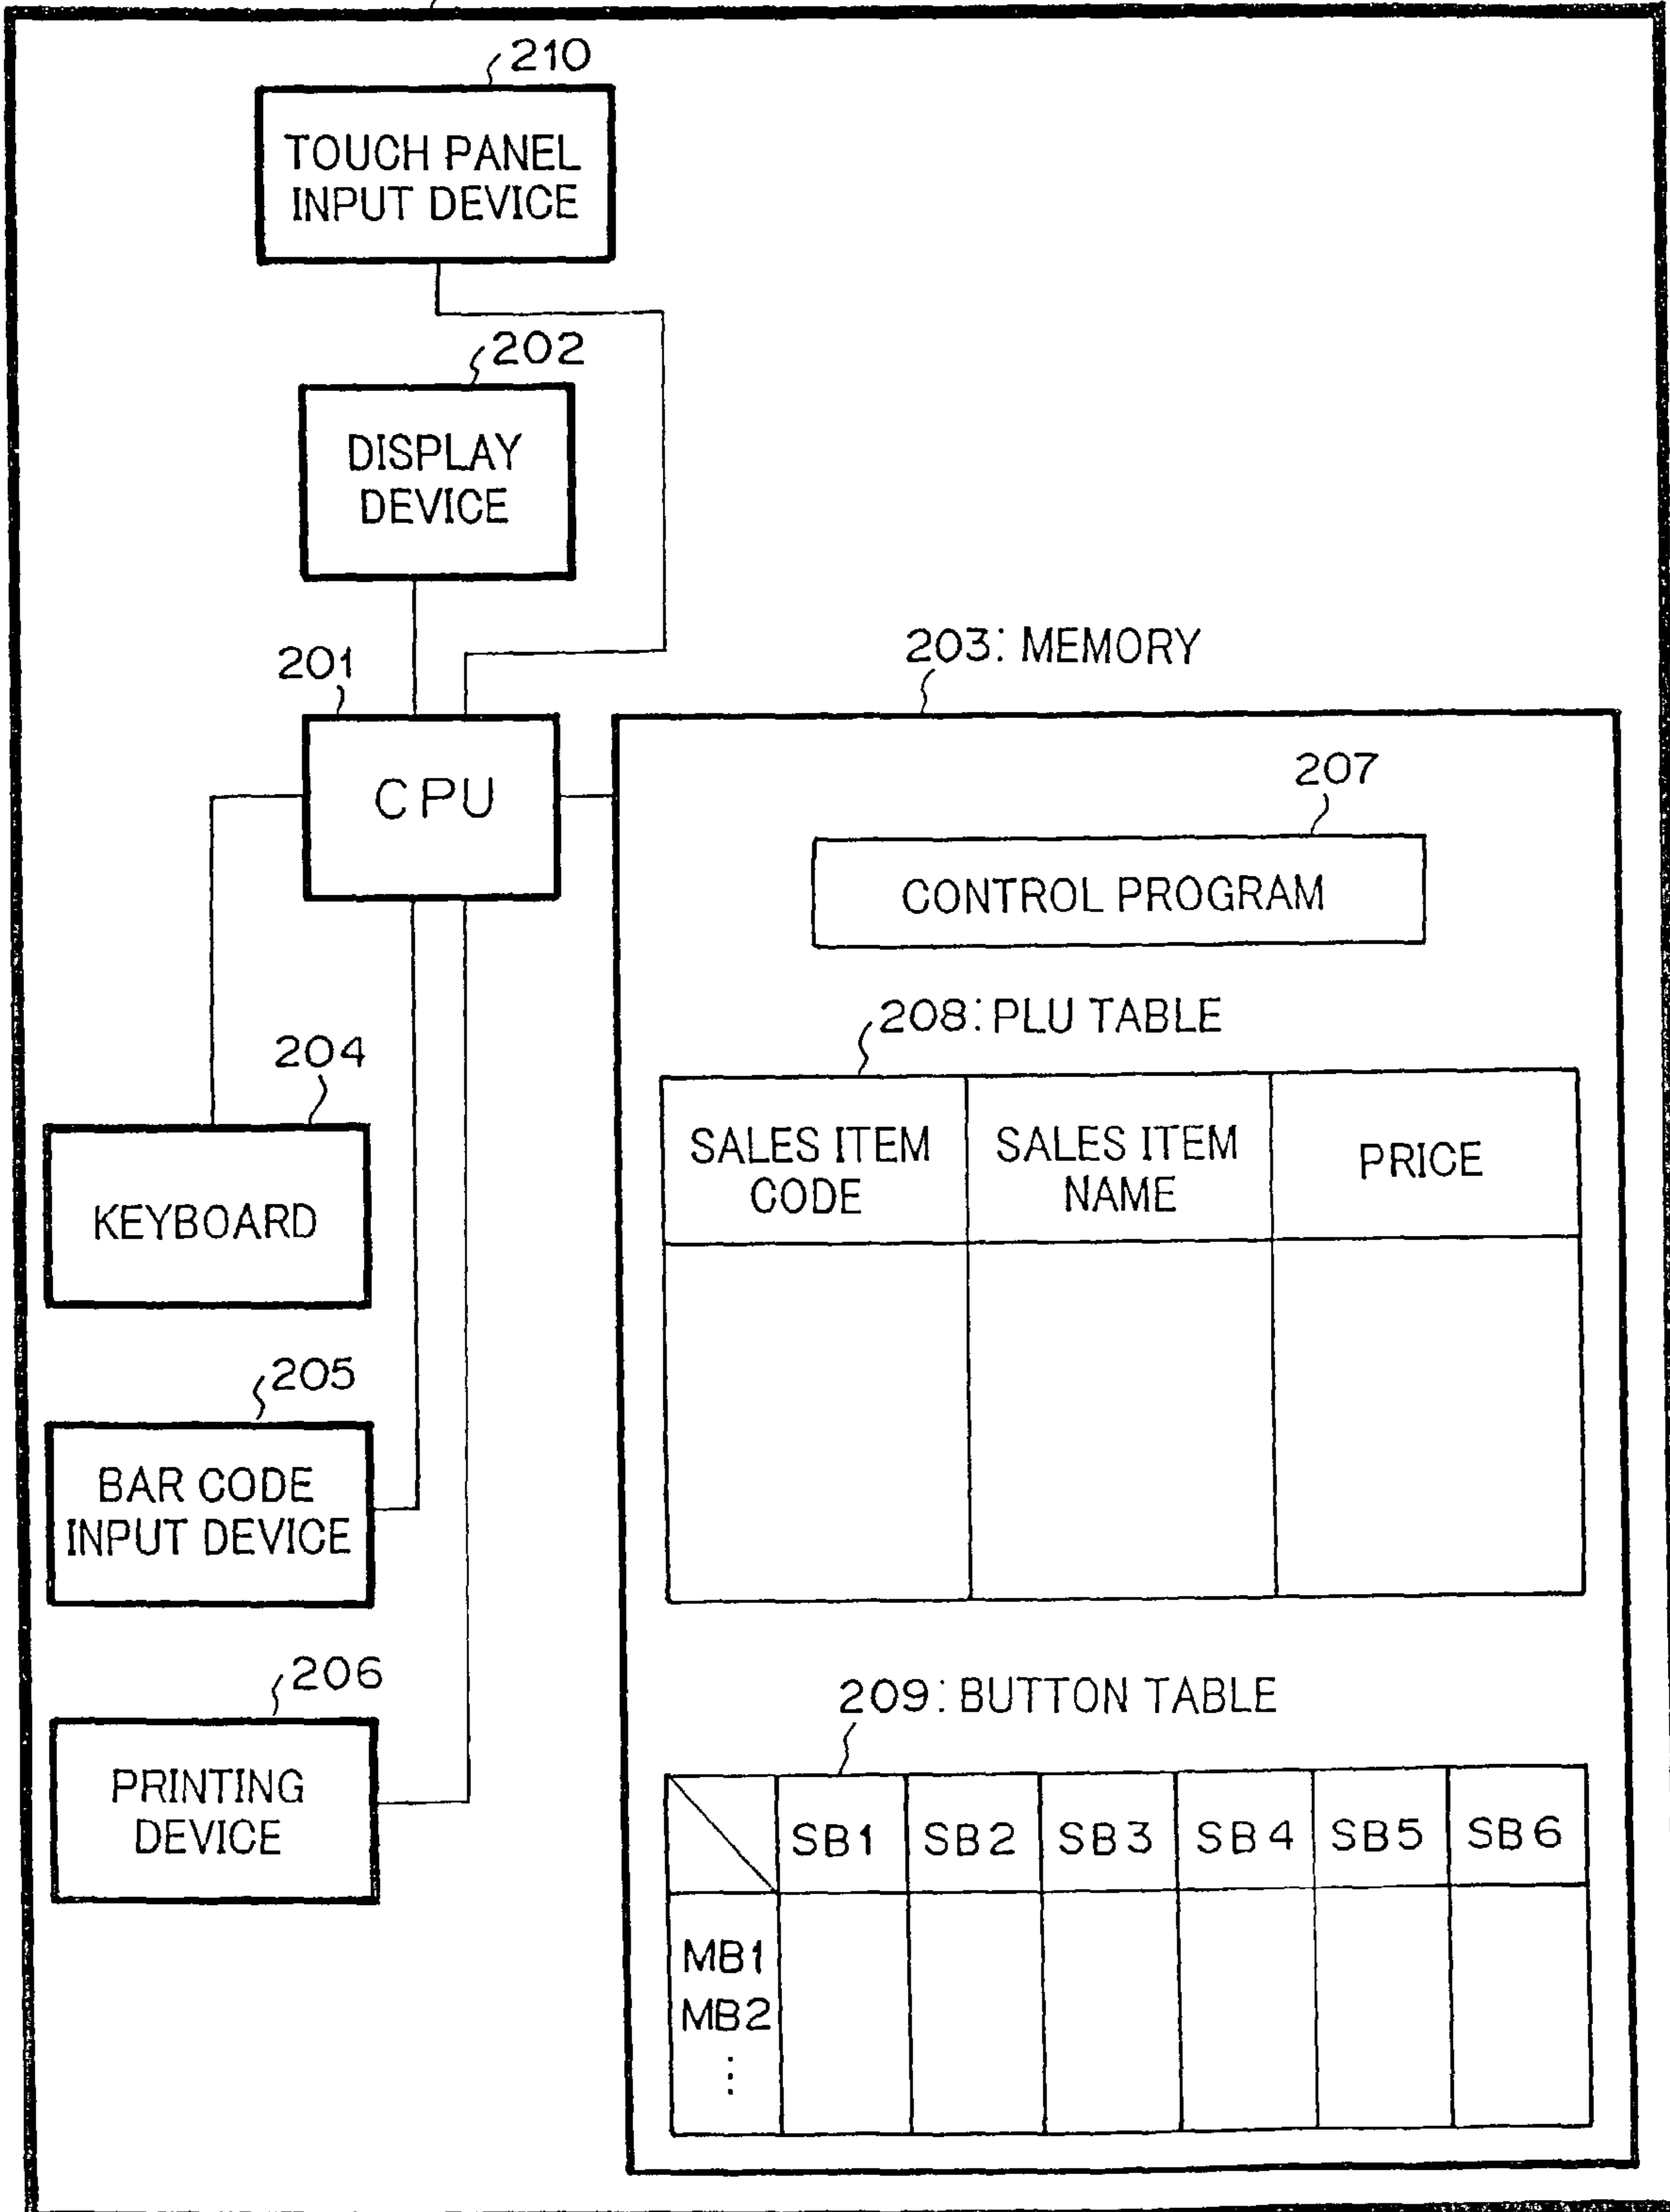 210
TOUCH PANEL
INPUT DEVICE
202
DISPLAY
DEVICE
201
CPU
203: MEMORY
207
CONTROL PROGRAM
208: PLU TABLE
SALES ITEM
CODE
SALES ITEM
NAME
PRICE
204
KEYBOARD
205
BAR CODE
INPUT DEVICE
206
PRINTING
DEVICE
209: BUTTON TABLE
SB1 SB2 SB3 SB4 SB5 SB6
MB1
MB2
⋮